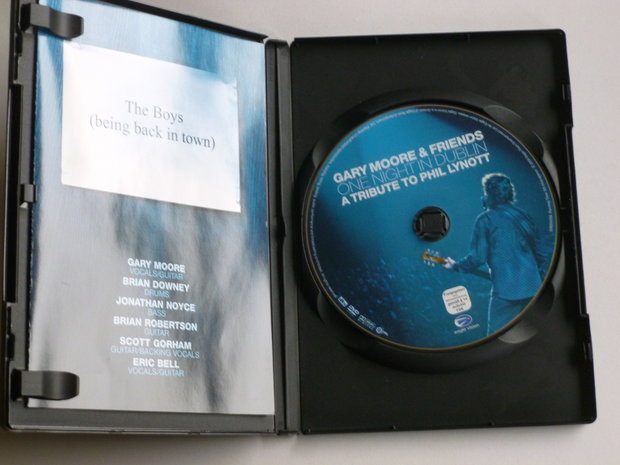 The Boys
(being back in town)
GARY MOORE
VOCALS/GUITAR
BRIAN DOWNEY
DRUMS
JONATHAN NOYCE
BASS
BRIAN ROBERTSON
GUITAR
SCOTT GORHAM
GUITAR/BACKING VOCALS
ERIC BELL
VOCALS/GUITAR
GARY MOORE & FRIENDS
ONE NIGHT IN DUBLIN
A TRIBUTE TO PHIL LYNOTT
eagle vision